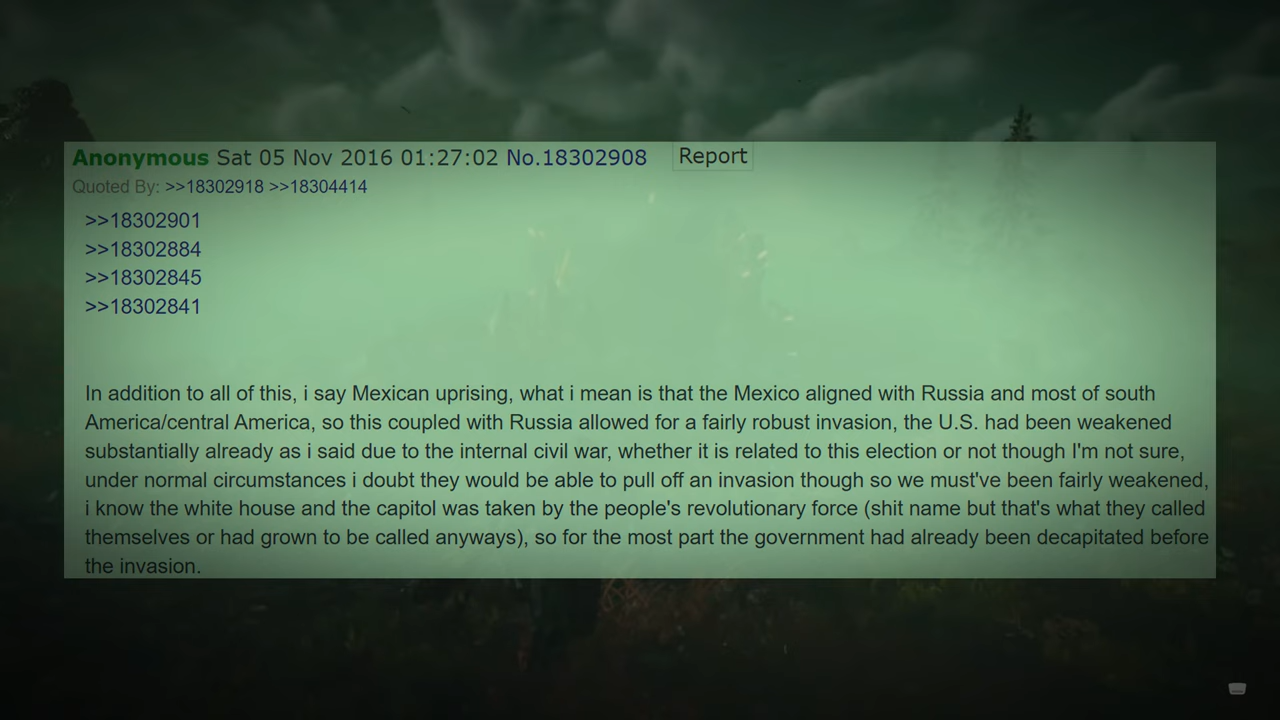 Anonymous Sat 05 Nov 2016 01:27:02 No.18302908 Report
Quoted By: >>18302918 >>18304414
>>18302901
>>18302884
>>18302845
>>18302841
In addition to all of this, i say Mexican uprising, what i mean is that the Mexico aligned with Russia and most of south
America/central America, so this coupled with Russia allowed for a fairly robust invasion, the U.S. had been weakened
substantially already as i said due to the internal civil war, whether it is related to this election or not though I'm not sure,
under normal circumstances i doubt they would be able to pull off an invasion though so we must've been fairly weakened,
i know the white house and the capitol was taken by the people's revolutionary force (shit name but that's what they called
themselves or had grown to be called anyways), so for the most part the government had already been decapitated before
the invasion.